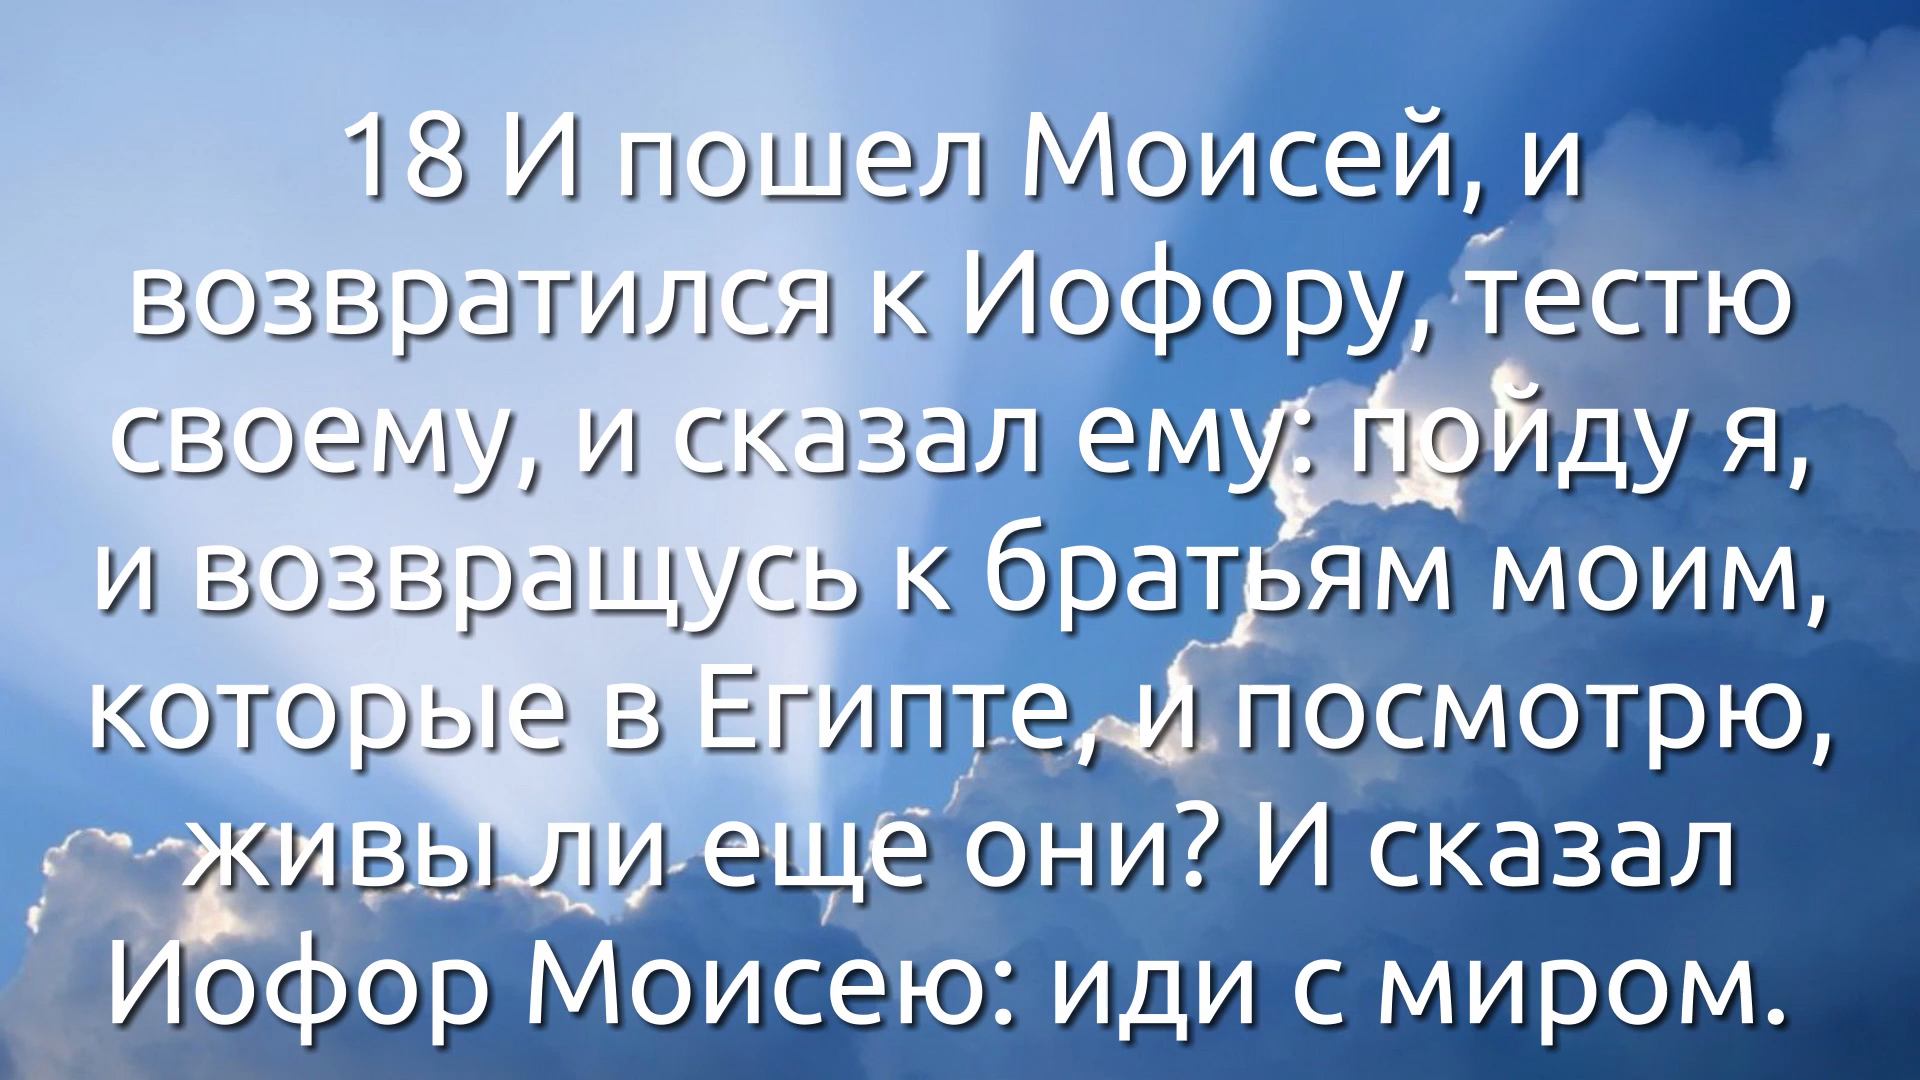 18 И пошел Моисей, и
возвратился к Иофору, тестю
своему, и сказал ему: пойду я,
и возвращусь к братьям моим,
которые в Египте, и посмотрю,
живы ли еще они? И сказал
Иофор Моисею: иди с миром.